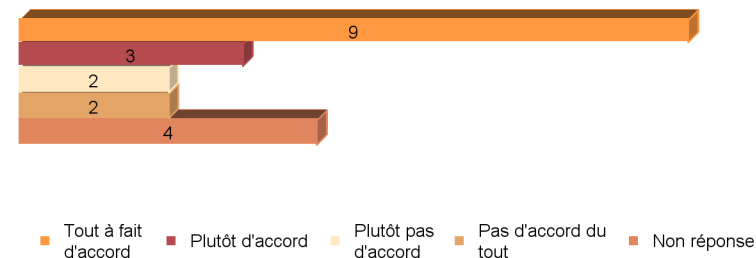 9
3
2
2
4
Tout à fait
d'accord
Plutôt d'accord
Plutôt pas
d'accord
Pas d'accord du
tout
Non réponse